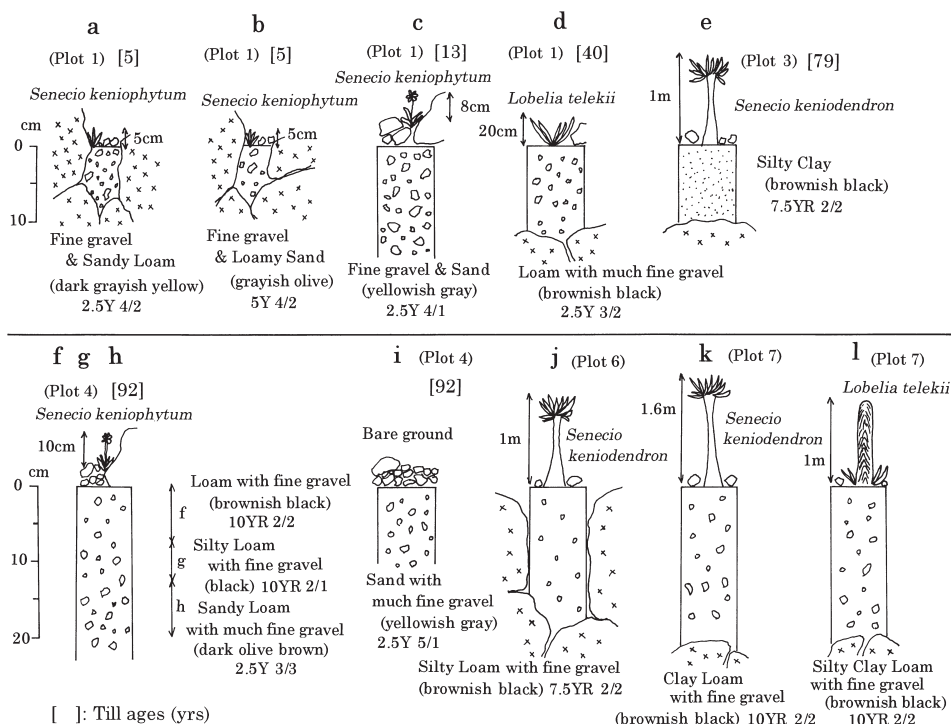 a
(Plot 1) [5]
Senecio keniophytum
cm
5cm
0
10
Fine gravel
& Sandy Loam
(dark grayish yellow)
2.5Y 4/2
b
(Plot 1) [5]
Senecio keniophytum
5cm
Fine gravel
& Loamy Sand
(grayish olive)
5Y 4/2
c
(Plot 1) [13]
Senecio keniophytum
8cm
Fine gravel & Sand
(yellowish gray)
2.5Y 4/1
d
(Plot 1) [40]
Lobelia telekii
20cm
Loam with much fine gravel
(brownish black)
2.5Y 3/2
e
(Plot 3) [79]
1m
Senecio keniodendron
Silty Clay
(brownish black)
7.5YR 2/2
f g h
(Plot 4) [92]
Senecio keniophytum
10cm
cm
0
10
20
Loam with fine gravel
(brownish black)
10YR 2/2
f
Silty Loam
with fine gravel
(black) 10YR 2/1
g
h Sandy Loam
with much fine gravel
(dark olive brown)
2.5Y 3/3
i (Plot 4)
[92]
Bare ground
Sand with
much fine gravel
(yellowish gray)
2.5Y 5/1
j (Plot 6)
1m
Senecio
keniodendron
Silty Loam with fine gravel
(brownish black) 7.5YR 2/2
k (Plot 7)
1.6m
Senecio
keniodendron
Clay Loam
with fine gravel
(brownish black) 10YR 2/2
l (Plot 7)
Lobelia telekii
1m
Silty Clay Loam
with fine gravel
(brownish black)
10YR 2/2
[ ]: Till ages (yrs)